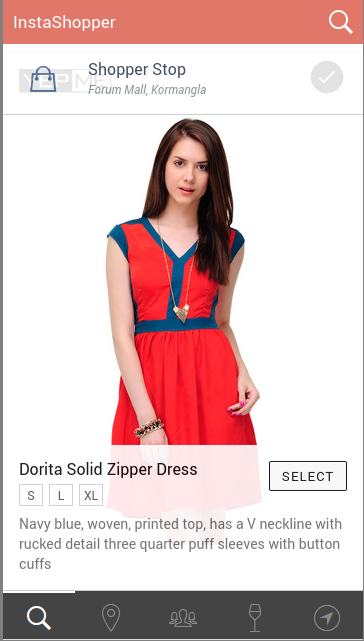 InstaShopper
YEPME
Shopper Stop
Forum Mall, Kormangla
Dorita Solid Zipper Dress
S L XL
SELECT
Navy blue, woven, printed top, has a V neckline with
rucked detail three quarter puff sleeves with button
cuffs